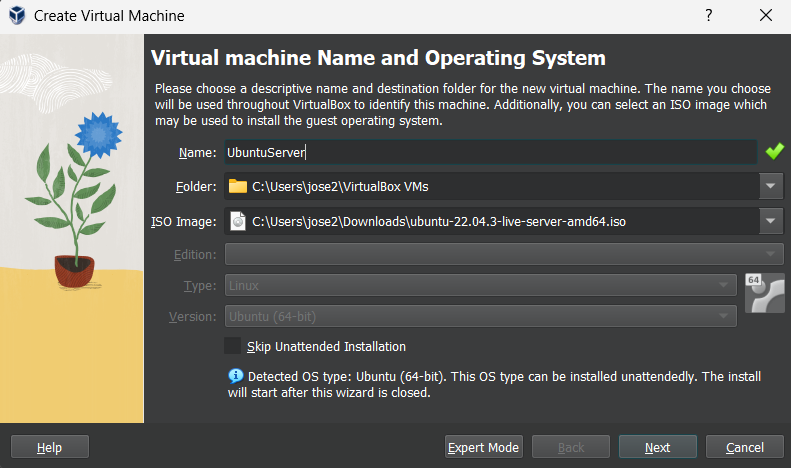 Create Virtual Machine
?
Virtual machine Name and Operating System
Please choose a descriptive name and destination folder for the new virtual machine. The name you choose
will be used throughout VirtualBox to identify this machine. Additionally, you can select an ISO image which
may be used to install the guest operating system.
Name: UbuntuServer
Folder: C:\Users\jose2\VirtualBox VMs
ISO Image: C:\Users\jose2\Downloads\ubuntu-22.04.3-live-server-amd64.iso
Edition:
Type: Linux
64
Version: Ubuntu (64-bit)
Skip Unattended Installation
Detected OS type: Ubuntu (64-bit). This OS type can be installed unattendedly. The install
will start after this wizard is closed.
Help Expert Mode Back Next Cancel